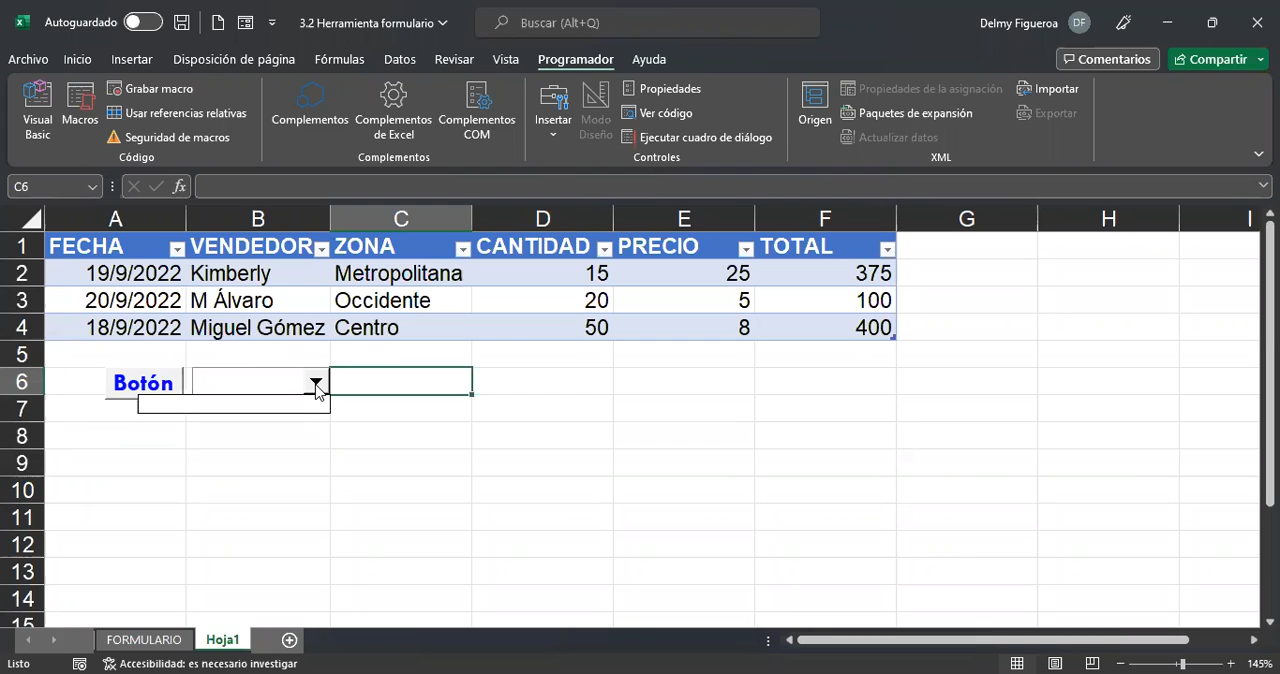 Autoguardado 3.2 Herramienta formulario Buscar (Alt+Q) Delmy Figueroa DF
Archivo Inicio Insertar Disposición de página Fórmulas Datos Revisar Vista Programador Ayuda Comentarios Compartir
Visual Basic
Macros
Grabar macro
Usar referencias relativas
Seguridad de macros
Código
Complementos
Complementos de Excel
Complementos COM
Complementos
Insertar
Modo Diseño
Propiedades
Ver código
Ejecutar cuadro de diálogo
Controles
Origen
Propiedades de la asignación
Paquetes de expansión
Actualizar datos
Importar
Exportar
XML
C6 fx
A B C D E F G H I
1 FECHA VENDEDOR ZONA CANTIDAD PRECIO TOTAL
2 19/9/2022 Kimberly Metropolitana 15 25 375
3 20/9/2022 M Álvaro Occidente 20 5 100
4 18/9/2022 Miguel Gómez Centro 50 8 400
5
6 Botón
7
8
9
10
11
12
13
14
15
FORMULARIO Hoja1
Listo Accesibilidad: es necesario investigar 145%